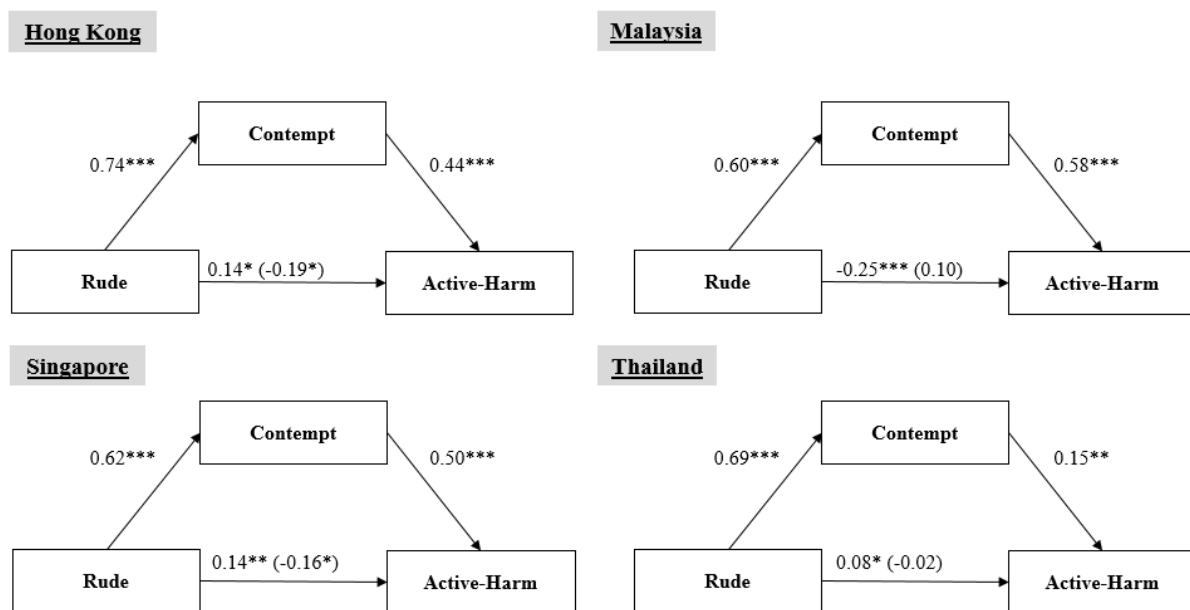 Hong Kong
Contempt
0.74***
0.44***
Rude
0.14* (-0.19*)
Active-Harm
Malaysia
Contempt
0.60***
0.58***
Rude
-0.25*** (0.10)
Active-Harm
Singapore
Contempt
0.62***
0.50***
Rude
0.14** (-0.16*)
Active-Harm
Thailand
Contempt
0.69***
0.15**
Rude
0.08* (-0.02)
Active-Harm